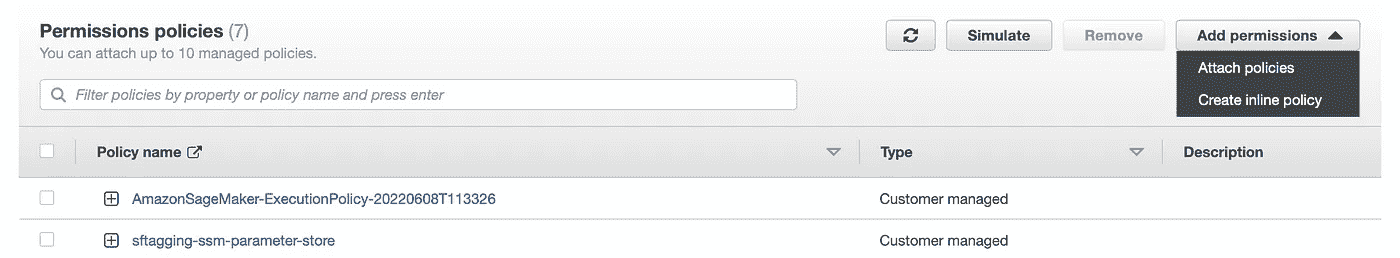 Permissions policies (7)
You can attach up to 10 managed policies.
Simulate
Remove
Add permissions
Attach policies
Create inline policy
Filter policies by property or policy name and press enter
Policy name
Type
Description
AmazonSageMaker-ExecutionPolicy-20220608T113326
Customer managed
sftagging-ssm-parameter-store
Customer managed